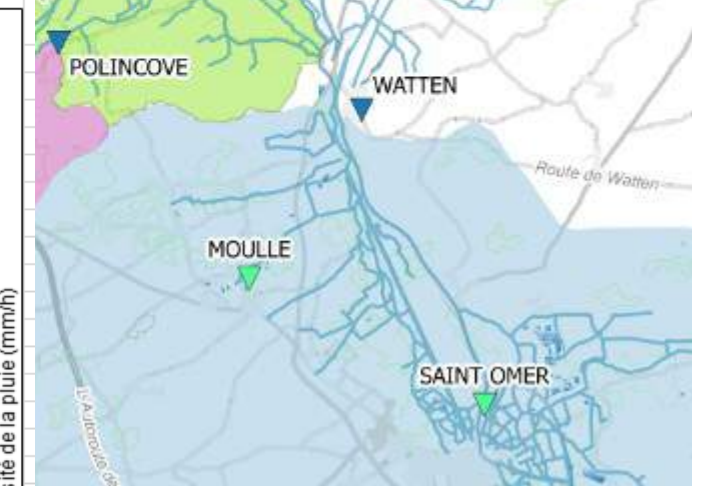 POLINCOVE
WATTEN
Route de Watten
MOULLE
SAINT OMER
L'Autoroute de
sité de la pluie (mm/h)